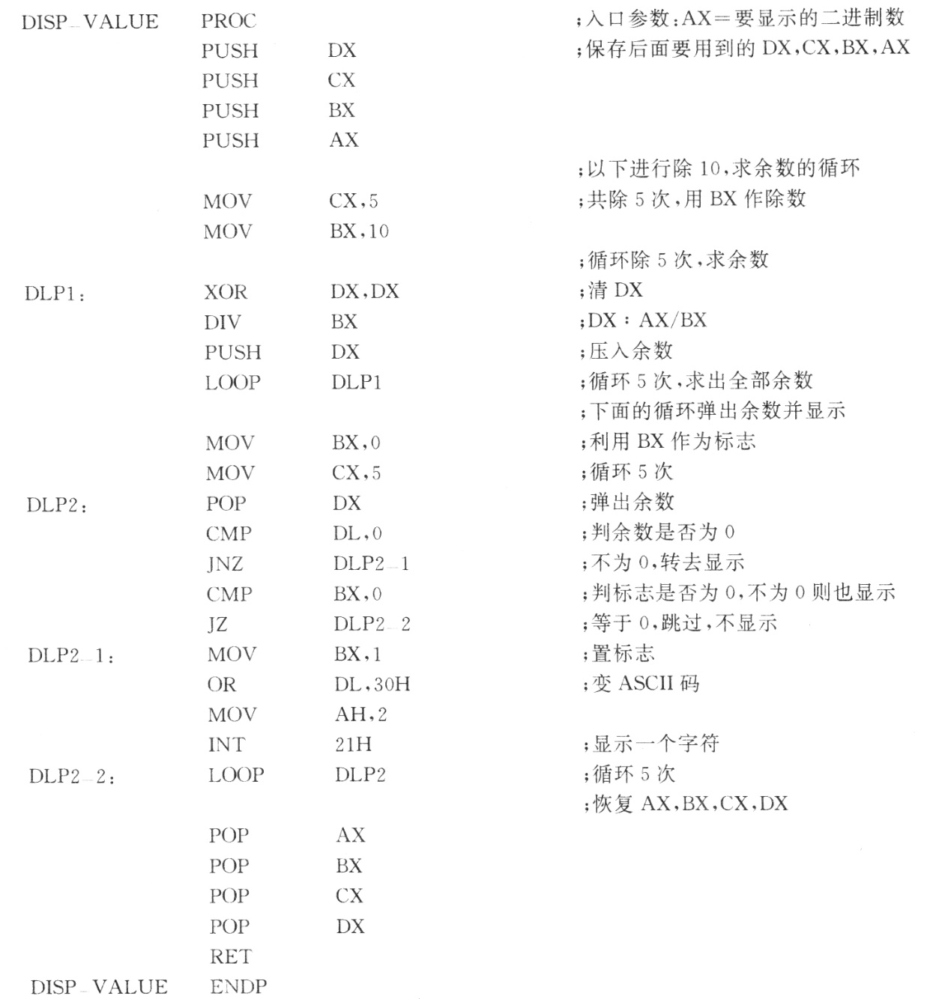 DISP_VALUE PROC ;入口参数:AX=要显示的二进制数
PUSH DX ;保存后面要用到的 DX,CX,BX,AX
PUSH CX
PUSH BX
PUSH AX
;以下进行除 10,求余数的循环
MOV CX,5 ;共除 5 次,用 BX 作除数
MOV BX,10
;循环除 5 次,求余数
DLP1: XOR DX,DX ;清 DX
DIV BX ;DX:AX/BX
PUSH DX ;压入余数
LOOP DLP1 ;循环 5 次,求出全部余数
;下面的循环弹出余数并显示
MOV BX,0 ;利用 BX 作为标志
MOV CX,5 ;循环 5 次
DLP2: POP DX ;弹出余数
CMP DL,0 ;判余数是否为 0
JNZ DLP2_1 ;不为 0,转去显示
CMP BX,0 ;判标志是否为 0,不为 0 则也显示
JZ DLP2_2 ;等于 0,跳过,不显示
DLP2_1: MOV BX,1 ;置标志
OR DL,30H ;变 ASCII 码
MOV AH,2
INT 21H ;显示一个字符
DLP2_2: LOOP DLP2 ;循环 5 次
;恢复 AX,BX,CX,DX
POP AX
POP BX
POP CX
POP DX
RET
DISP_VALUE ENDP